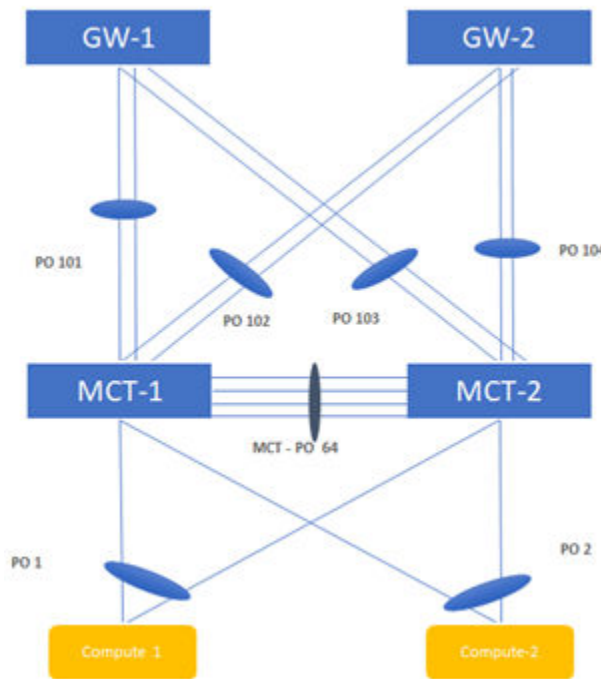 GW-1
GW-2
PO 101
PO 104
PO 102
PO 103
MCT-1
MCT-2
MCT - PO 64
PO 1
PO 2
Compute 1
Compute-2